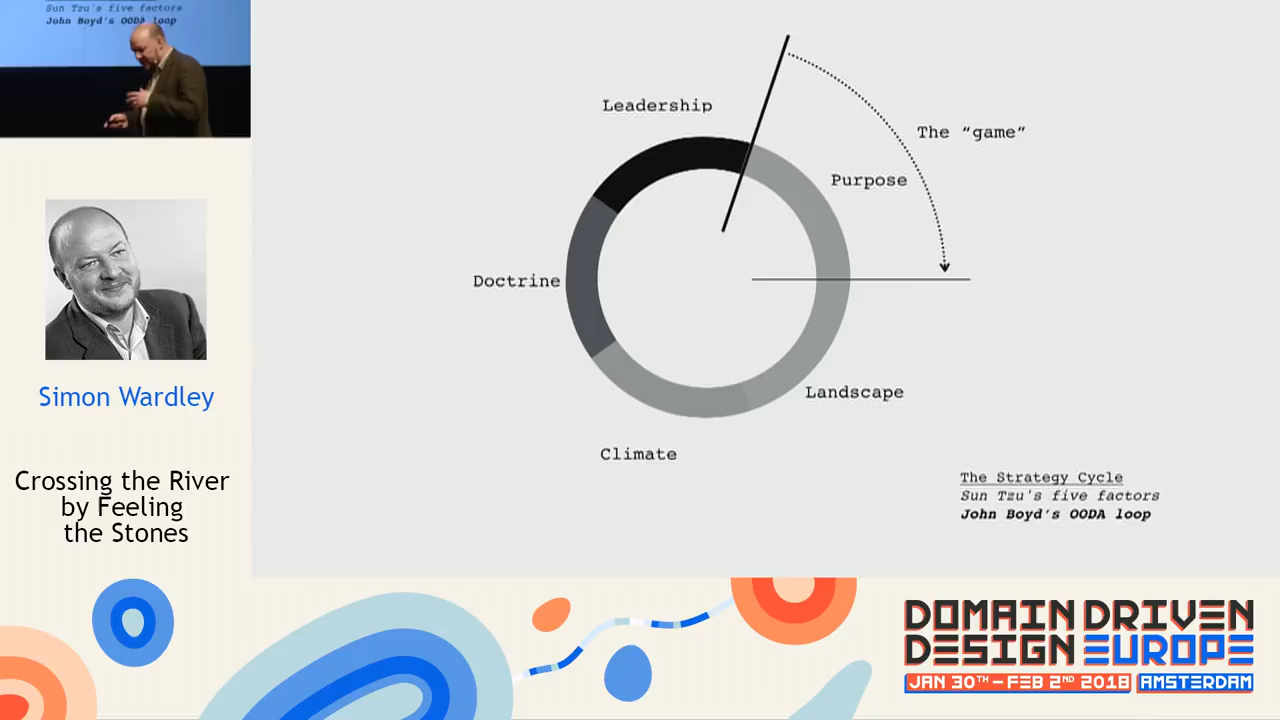 Sun Tzu's five factors
John Boyd's OODA loop
Leadership
The “game”
Purpose
Doctrine
Landscape
Climate
The Strategy Cycle
Sun Tzu's five factors
John Boyd's OODA loop
Simon Wardley
Crossing the River
by Feeling
the Stones
DOMAIN DRIVEN
DESIGN EUROPE
JAN 30TH – FEB 2ND 2018 AMSTERDAM